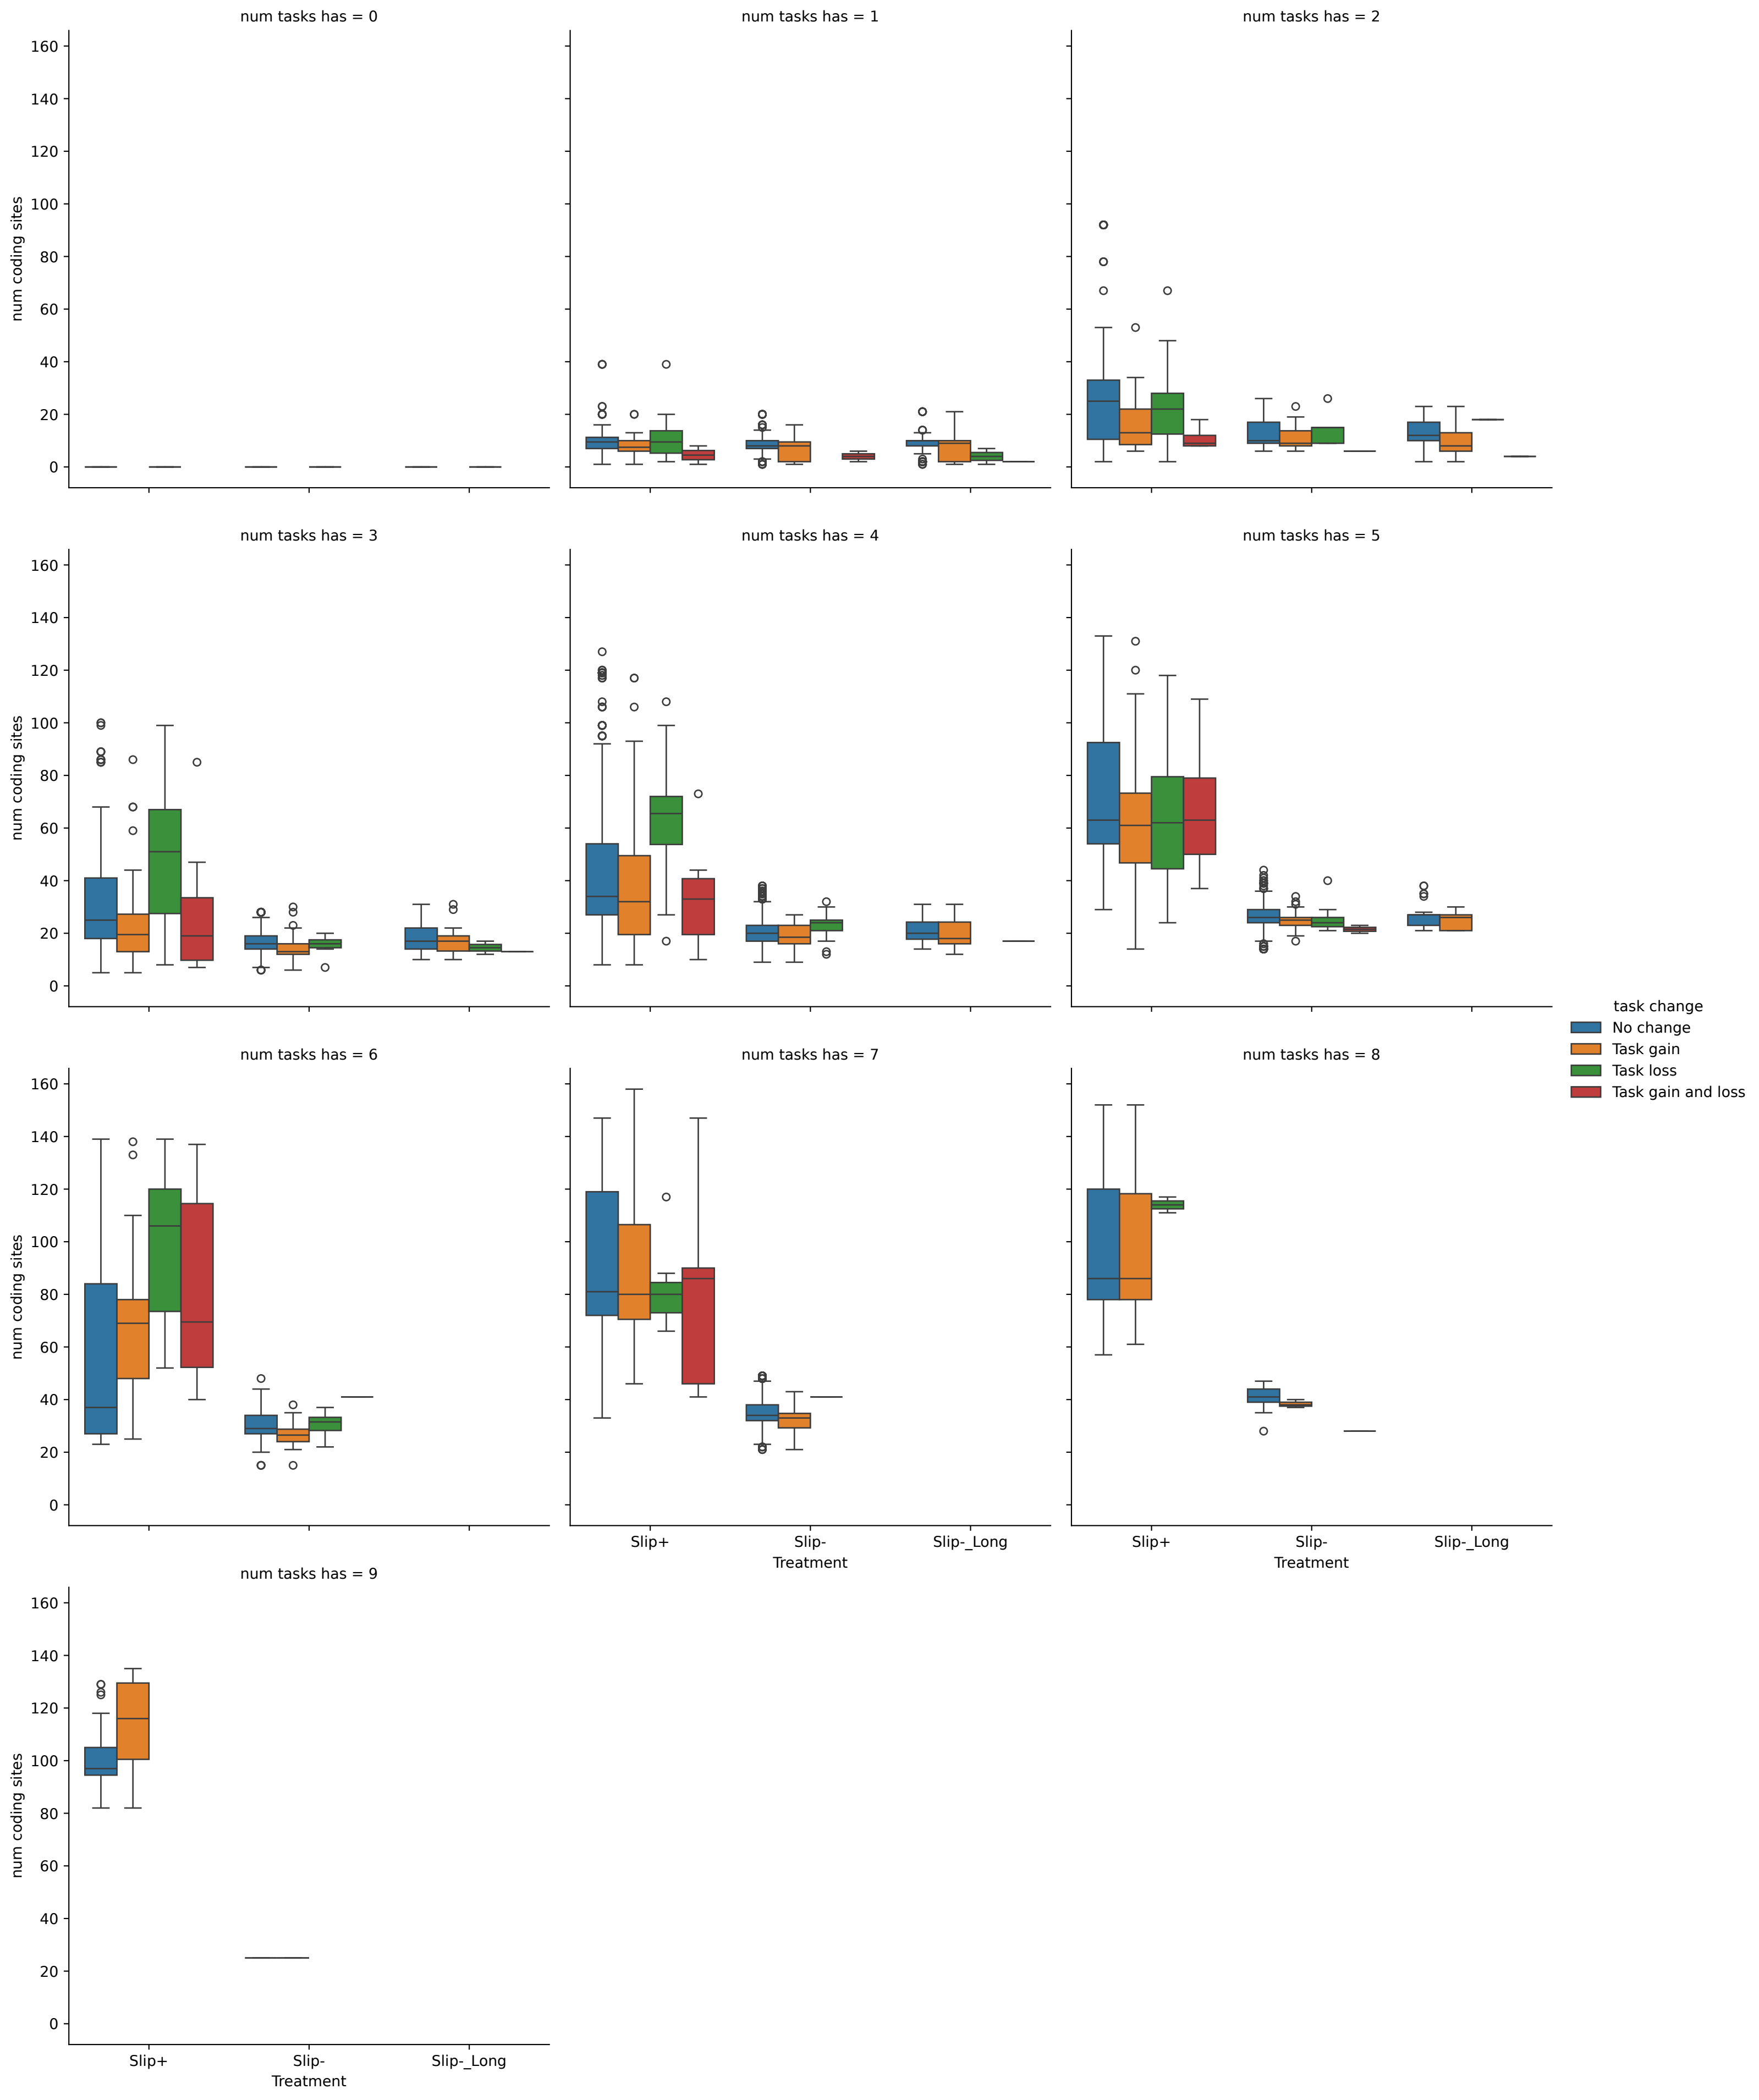 num tasks has = 0
num tasks has = 1
num tasks has = 2
160
140
120
100
80
60
40
20
0
num coding sites
num tasks has = 3
num tasks has = 4
num tasks has = 5
160
140
120
100
80
60
40
20
0
num coding sites
task change
No change
Task gain
Task loss
Task gain and loss
num tasks has = 6
num tasks has = 7
num tasks has = 8
160
140
120
100
80
60
40
20
0
num coding sites
Slip+ Slip- Slip-_Long
Treatment
Slip+ Slip- Slip-_Long
Treatment
num tasks has = 9
160
140
120
100
80
60
40
20
0
num coding sites
Slip+ Slip- Slip-_Long
Treatment